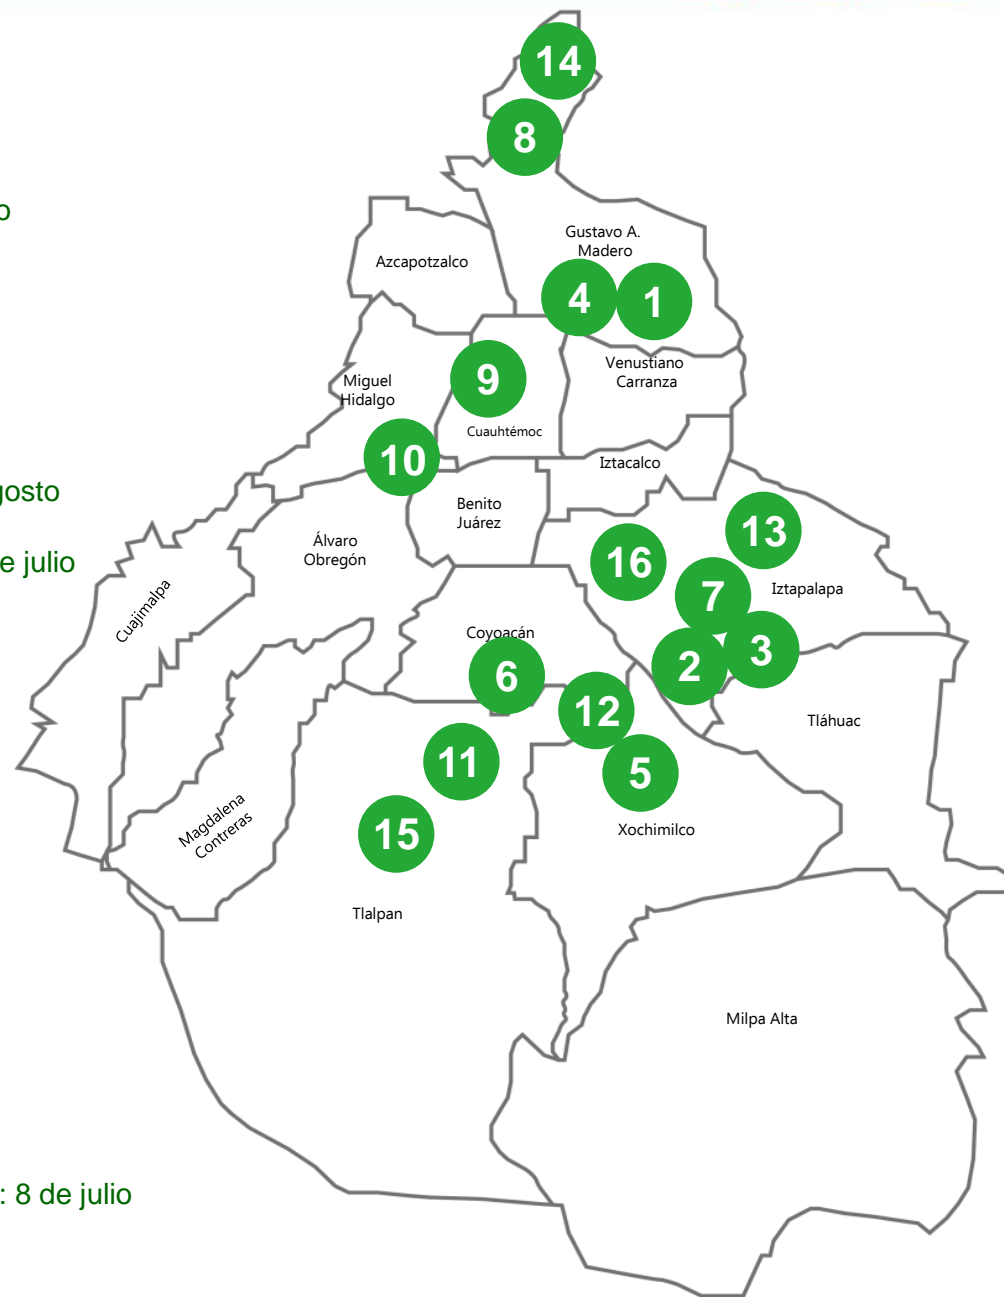 14
8
o
Gustavo A.
Madero
Azcapotzalco
4
1
Venustiano
Carranza
9
Miguel
Hidalgo
Cuauhtémoc
10
Iztacalco
gosto
Benito
Juárez
13
Álvaro
Obregón
e julio
16
7
Iztapalapa
Cuajimalpa
Coyoacán
3
2
6
12
Tláhuac
11
5
Xochimilco
Magdalena
Contreras
15
Tlalpan
Milpa Alta
: 8 de julio